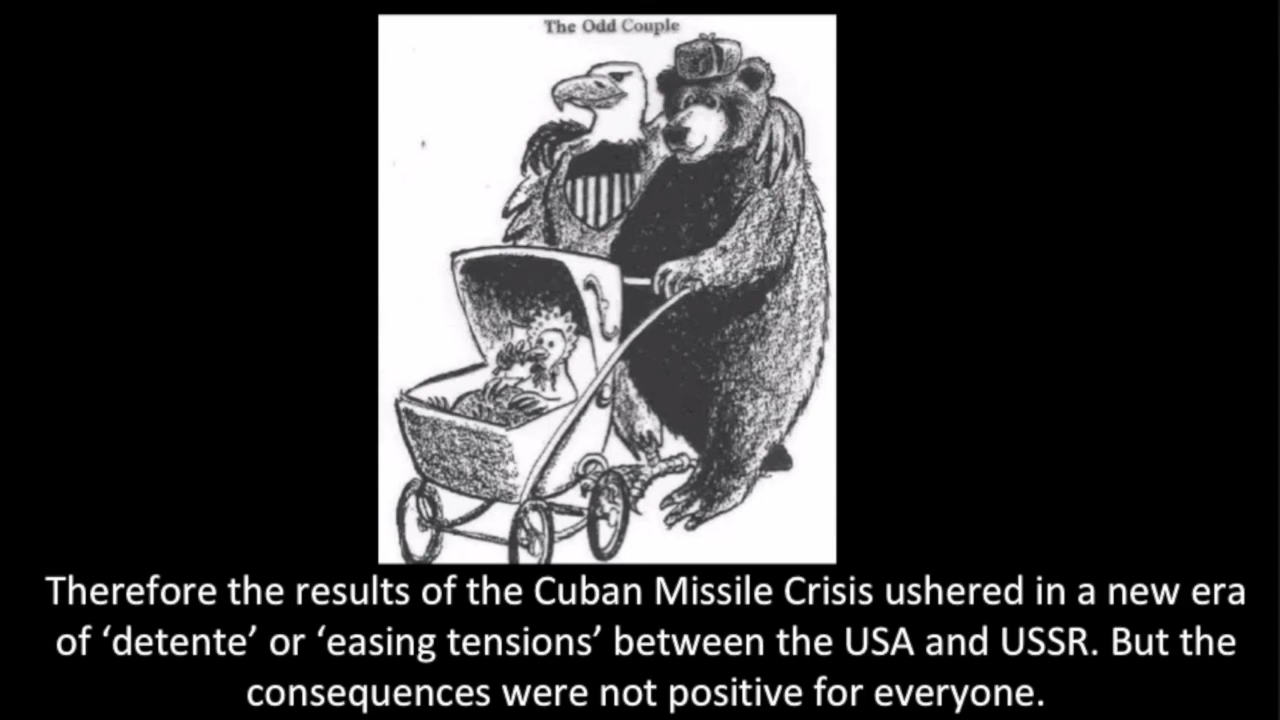 The Odd Couple
Therefore the results of the Cuban Missile Crisis ushered in a new era
of ‘detente’ or ‘easing tensions’ between the USA and USSR. But the
consequences were not positive for everyone.